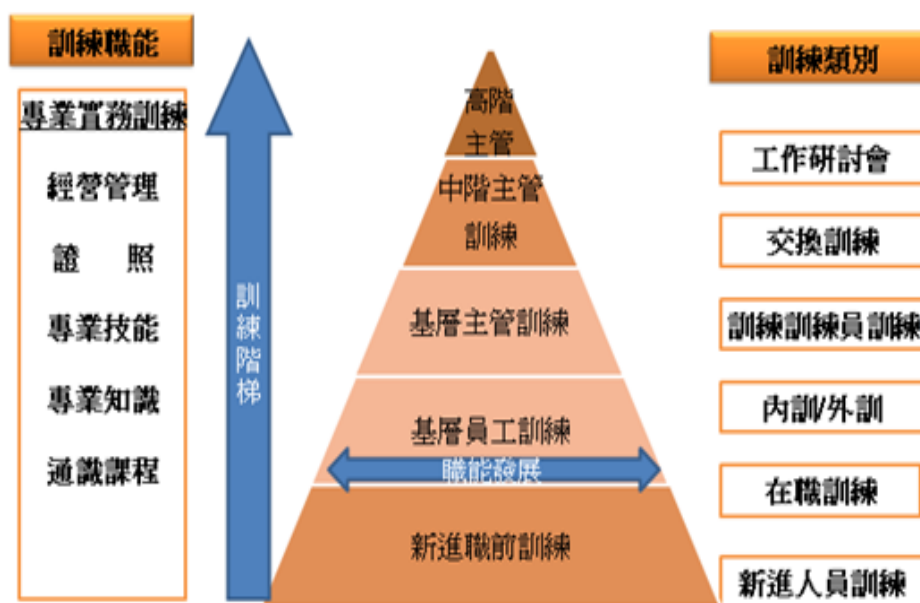 訓練職能
專業實務訓練
經營管理
證 照
專業技能
專業知識
通識課程
訓練階梯
高階
主管
中階主管
訓練
基層主管訓練
基層員工訓練
職能發展
新進職前訓練
訓練類別
工作研討會
交換訓練
訓練訓練員訓練
內訓/外訓
在職訓練
新進人員訓練